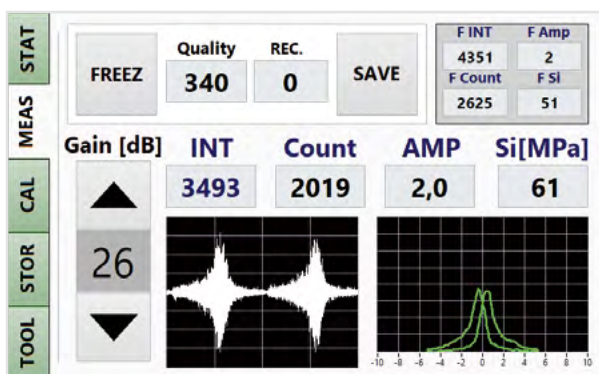 STAT
MEAS
CAL
STOR
TOOL
FREEZ
Quality
340
REC.
0
SAVE
F INT F Amp
4351 2
F Count F Si
2625 51
Gain [dB] INT Count AMP Si[MPa]
3493 2019 2,0 61
26
-10 -8 -6 -4 -2 0 2 4 6 8 10